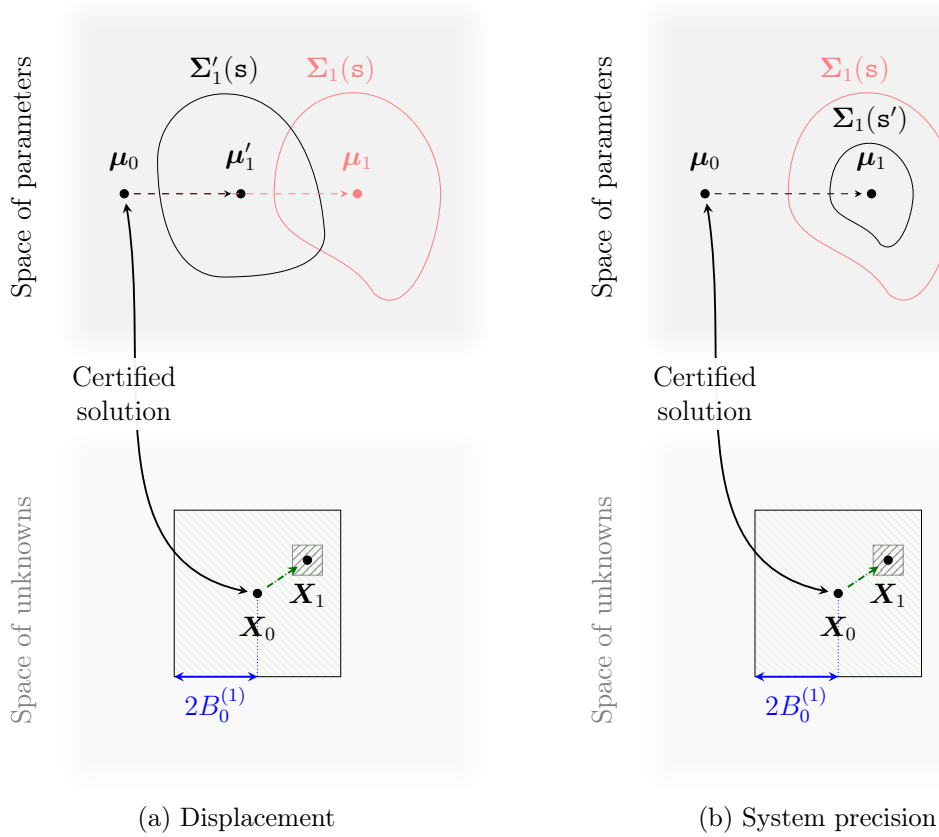 Space of parameters
Σ′₁(s)
Σ₁(s)
μ₀
μ′₁
μ₁
Certified
solution
Space of unknowns
X₁
X₀
2B₀⁽¹⁾
(a) Displacement
Space of parameters
Σ₁(s)
Σ₁(s′)
μ₀
μ₁
Certified
solution
Space of unknowns
X₁
X₀
2B₀⁽¹⁾
(b) System precision